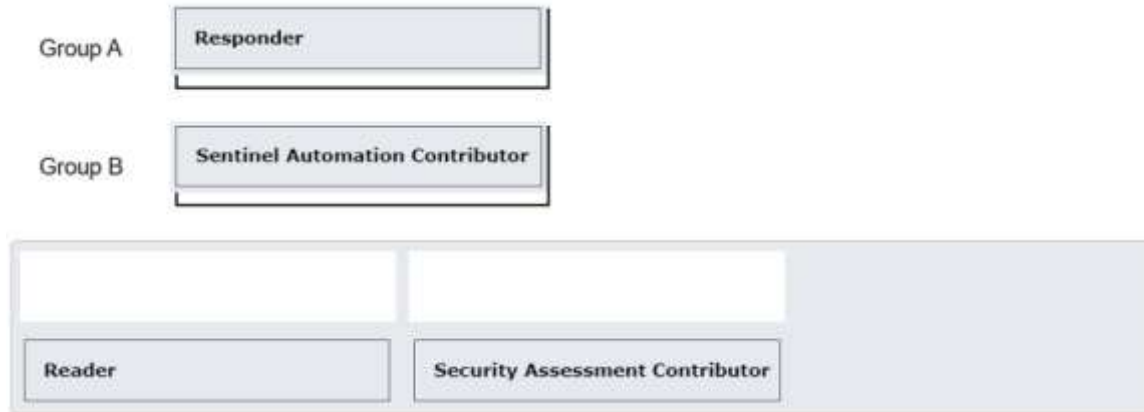 Group A
Responder
Group B
Sentinel Automation Contributor
Reader
Security Assessment Contributor